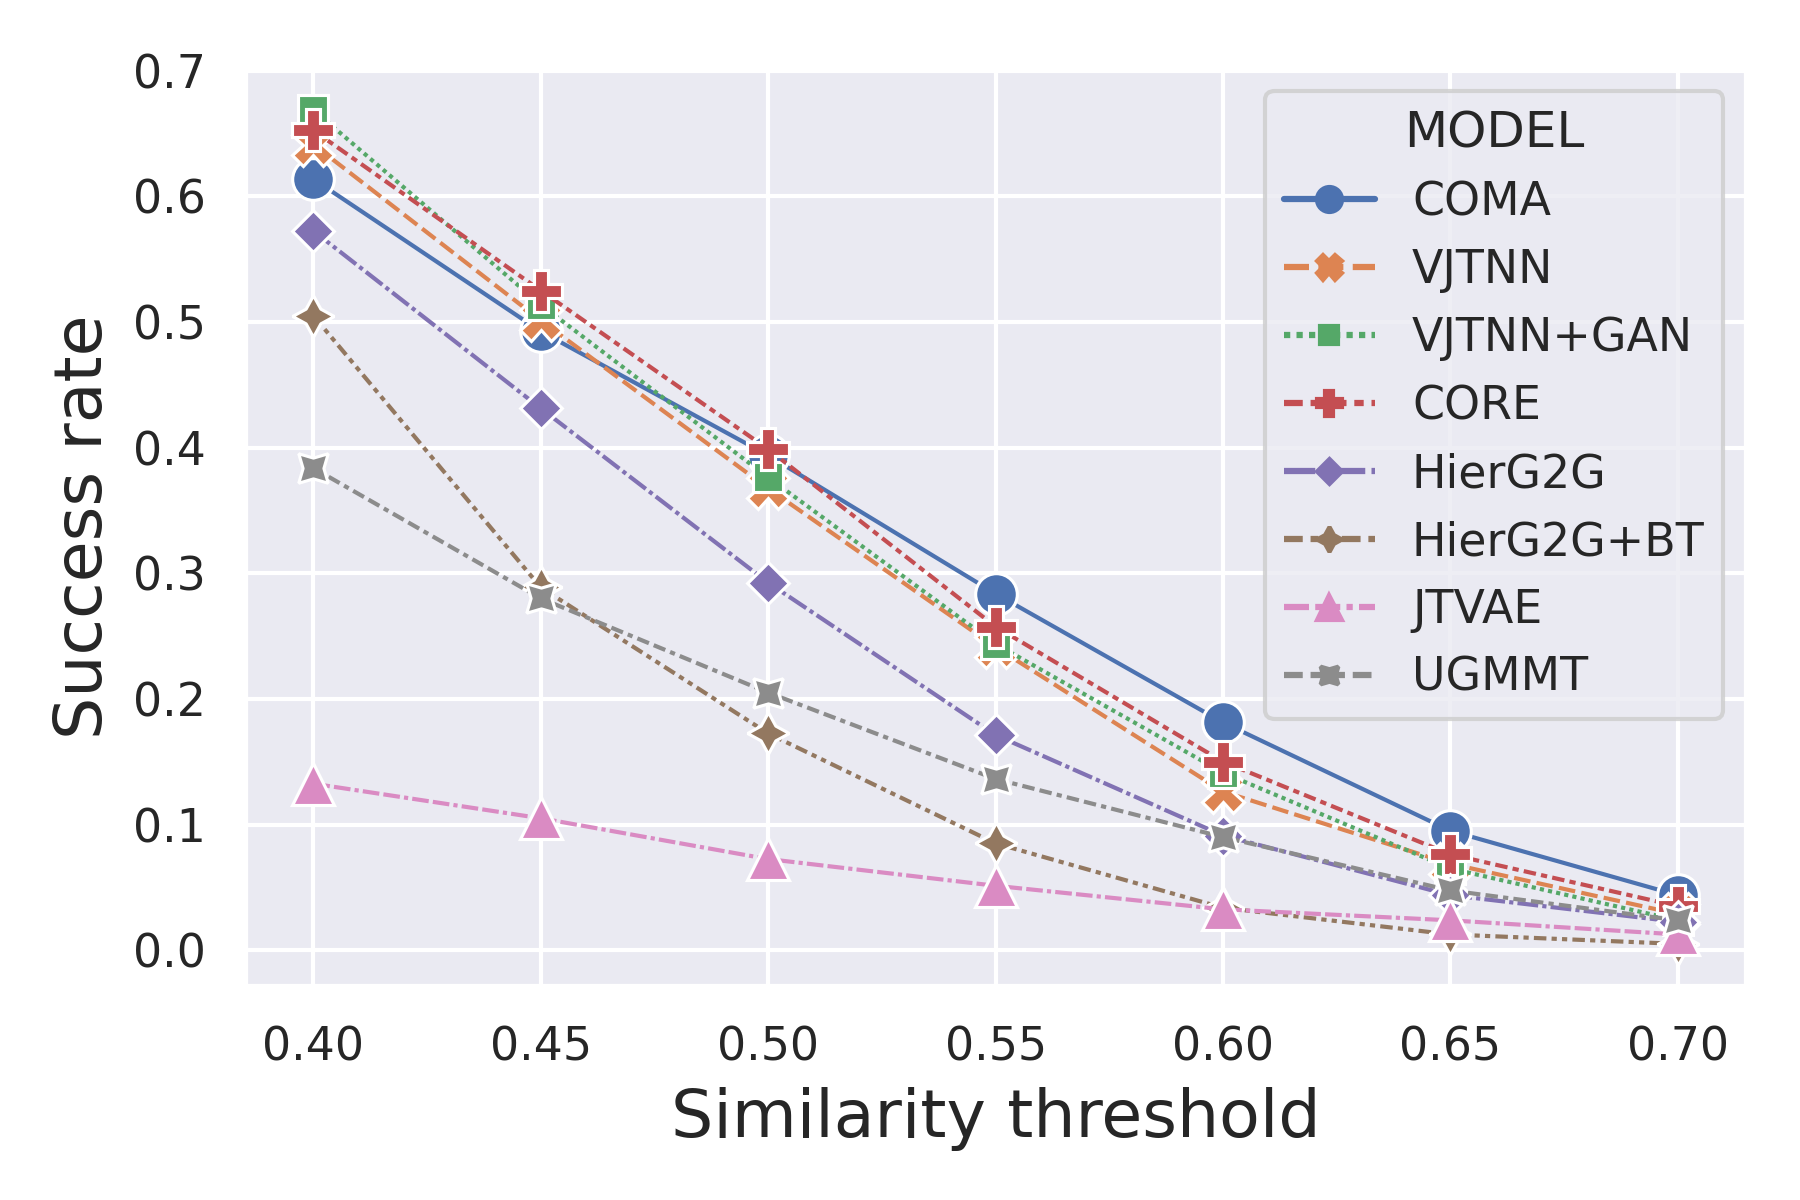 0.7
0.6
0.5
0.4
0.3
0.2
0.1
0.0
Success rate
MODEL
COMA
VJTNN
VJTNN+GAN
CORE
HierG2G
HierG2G+BT
JTVAE
UGMMT
0.40 0.45 0.50 0.55 0.60 0.65 0.70
Similarity threshold